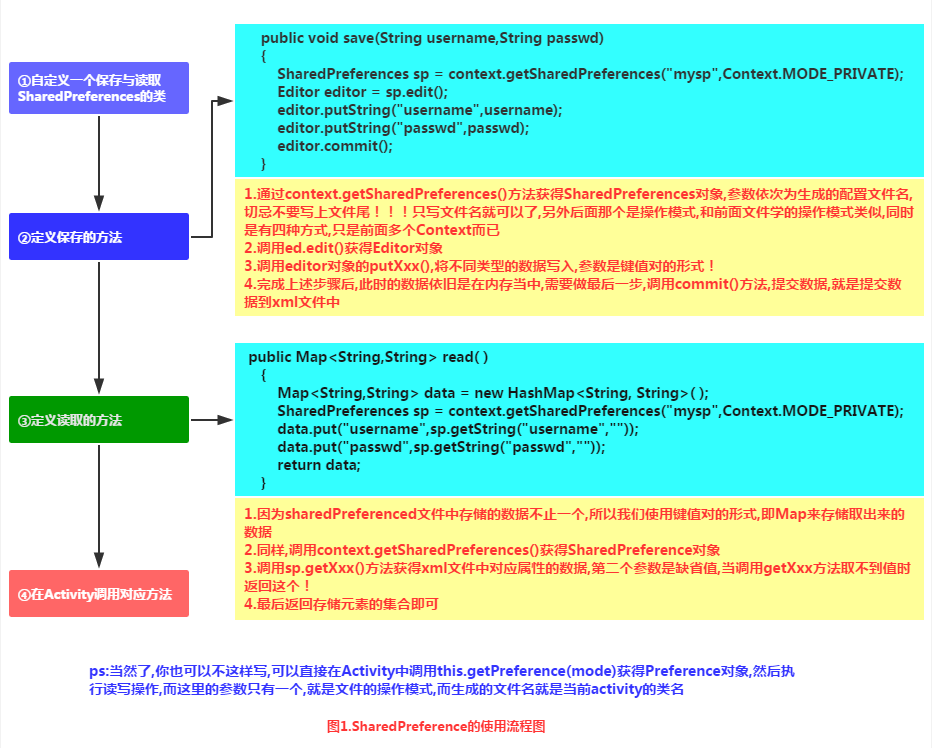 ①自定义一个保存与读取
SharedPreferences的类
②定义保存的方法
public void save(String username,String passwd)
{
SharedPreferences sp = context.getSharedPreferences("mysp",Context.MODE_PRIVATE);
Editor editor = sp.edit();
editor.putString("username",username);
editor.putString("passwd",passwd);
editor.commit();
}
1.通过context.getSharedPreferences()方法获得SharedPreferences对象,参数依次为生成的配置文件名,
切忌不要写上文件尾！！！只写文件名就可以了,另外后面那个是操作模式,和前面文件学的操作模式类似,同时
是有四种方式,只是前面多个Context而已
2.调用ed.edit()获得Editor对象
3.调用editor对象的putXxx(),将不同类型的数据写入,参数是键值对的形式！
4.完成上述步骤后,此时的数据依旧是在内存当中,需要做最后一步,调用commit()方法,提交数据,就是提交数
据到xml文件中
③定义读取的方法
public Map<String,String> read( )
{
Map<String,String> data = new HashMap<String, String>( );
SharedPreferences sp = context.getSharedPreferences("mysp",Context.MODE_PRIVATE);
data.put("username",sp.getString("username",""));
data.put("passwd",sp.getString("passwd",""));
return data;
}
1.因为sharedPreferenced文件中存储的数据不止一个,所以我们使用键值对的形式,即Map来存储取出来的
数据
2.同样,调用context.getSharedPreferences()获得SharedPreference对象
3.调用sp.getXxx()方法获得xml文件中对应属性的数据,第二个参数是缺省值,当调用getXxx方法取不到值时
返回这个！
4.最后返回存储元素的集合即可
④在Activity调用对应方法
ps:当然了,你也可以不这样写,可以直接在Activity中调用this.getPreference(mode)获得Preference对象,然后执
行读写操作,而这里的参数只有一个,就是文件的操作模式,而生成的文件名就是当前activity的类名
图1.SharedPreference的使用流程图